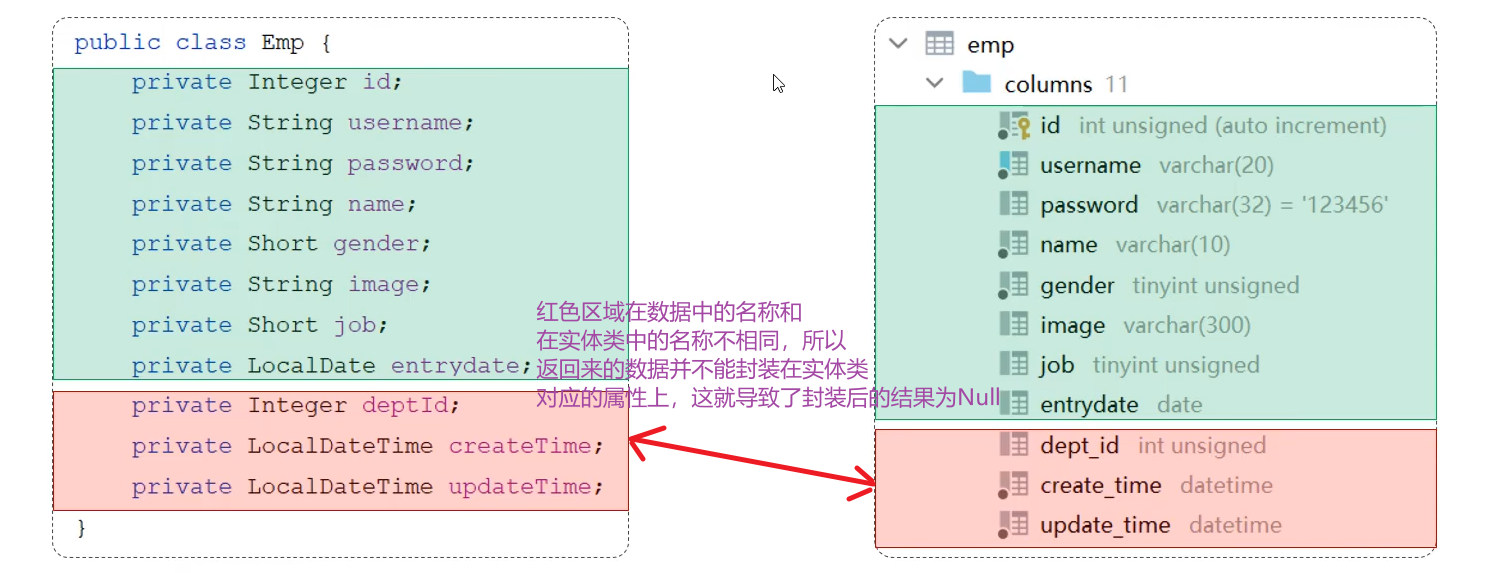 public class Emp {
private Integer id;
private String username;
private String password;
private String name;
private Short gender;
private String image;
private Short job;
private LocalDate entrydate;
private Integer deptId;
private LocalDateTime createTime;
private LocalDateTime updateTime;
}
红色区域在数据中的名称和
在实体类中的名称不相同，所以
返回来的数据并不能封装在实体类
对应的属性上，这就导致了封装后的结果为Null
emp
columns 11
id int unsigned (auto increment)
username varchar(20)
password varchar(32) = '123456'
name varchar(10)
gender tinyint unsigned
image varchar(300)
job tinyint unsigned
entrydate date
dept_id int unsigned
create_time datetime
update_time datetime